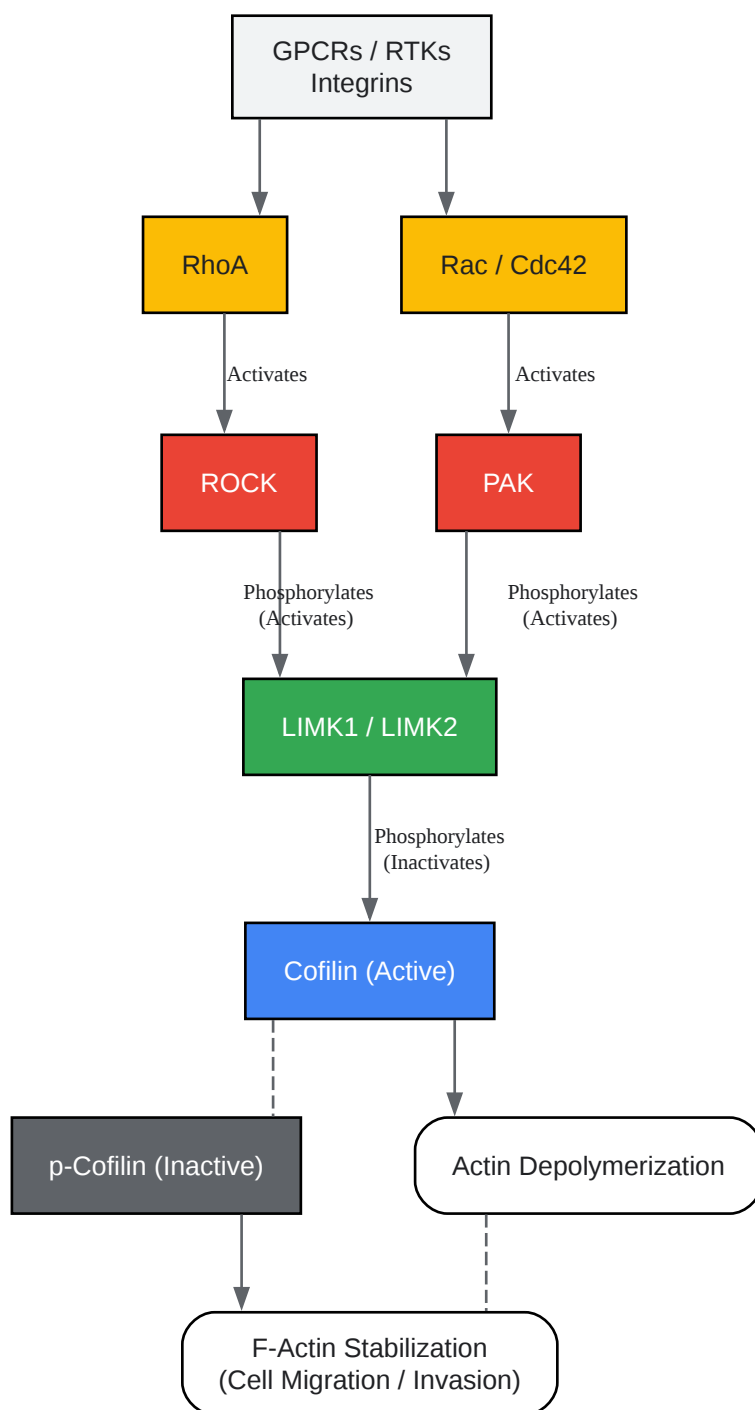 GPCRs / RTKs
Integrins
RhoA
Rac / Cdc42
Activates
Activates
ROCK
PAK
Phosphorylates
(Activates)
Phosphorylates
(Activates)
LIMK1 / LIMK2
Phosphorylates
(Inactivates)
Cofilin (Active)
p-Cofilin (Inactive)
Actin Depolymerization
F-Actin Stabilization
(Cell Migration / Invasion)